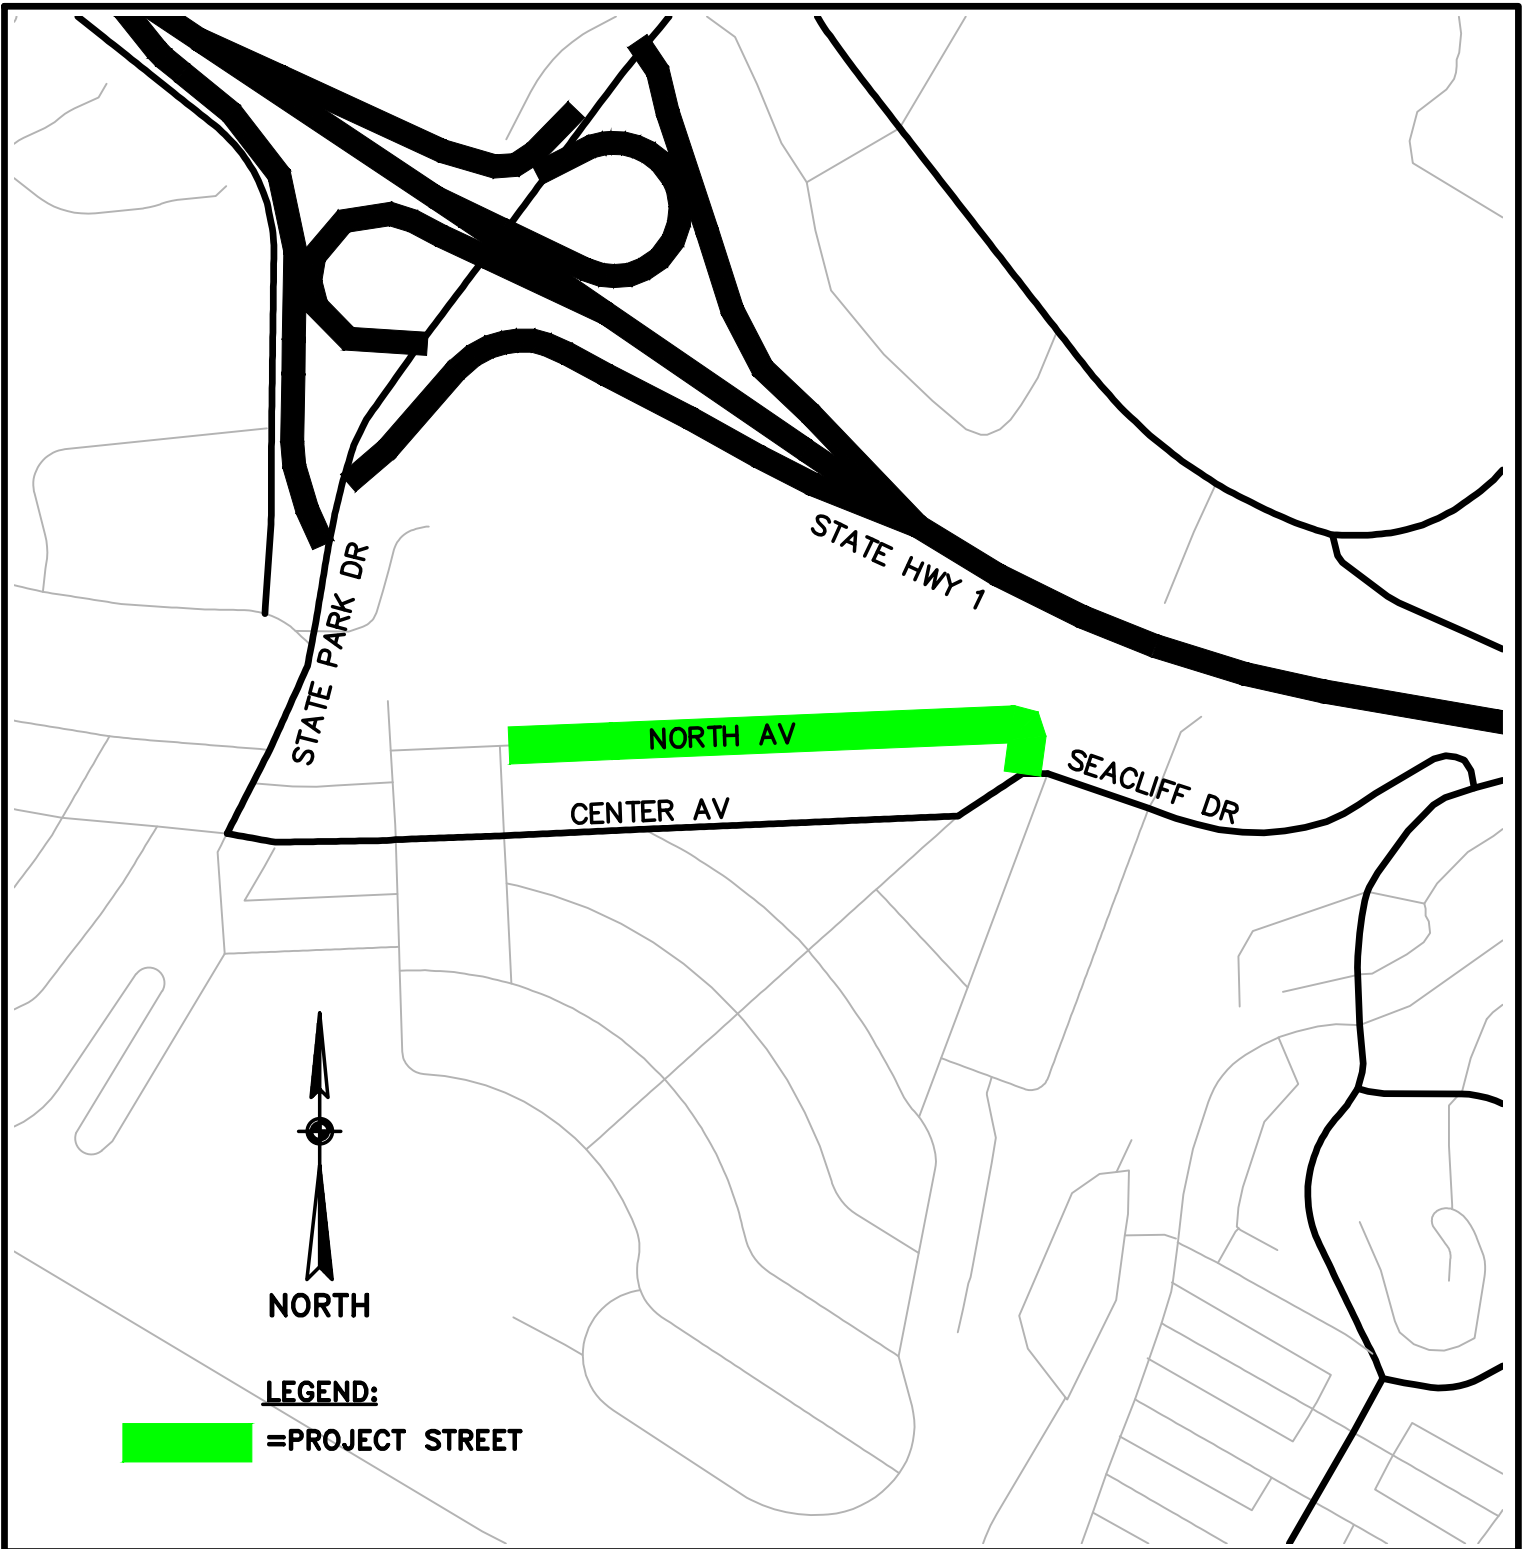 STATE HWY 1
STATE PARK DR
NORTH AV
SEACLIFF DR
CENTER AV
NORTH
LEGEND:
=PROJECT STREET